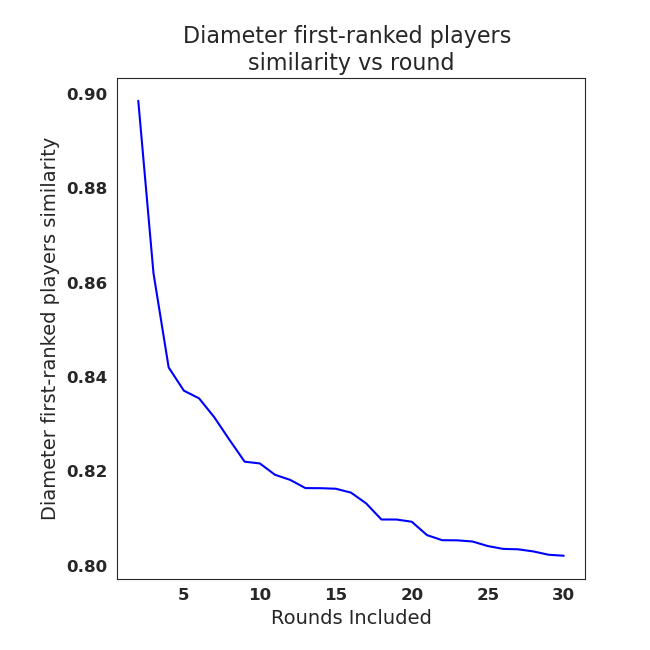 Diameter first-ranked players
similarity vs round
Diameter first-ranked players similarity
0.90
0.88
0.86
0.84
0.82
0.80
5 10 15 20 25 30
Rounds Included